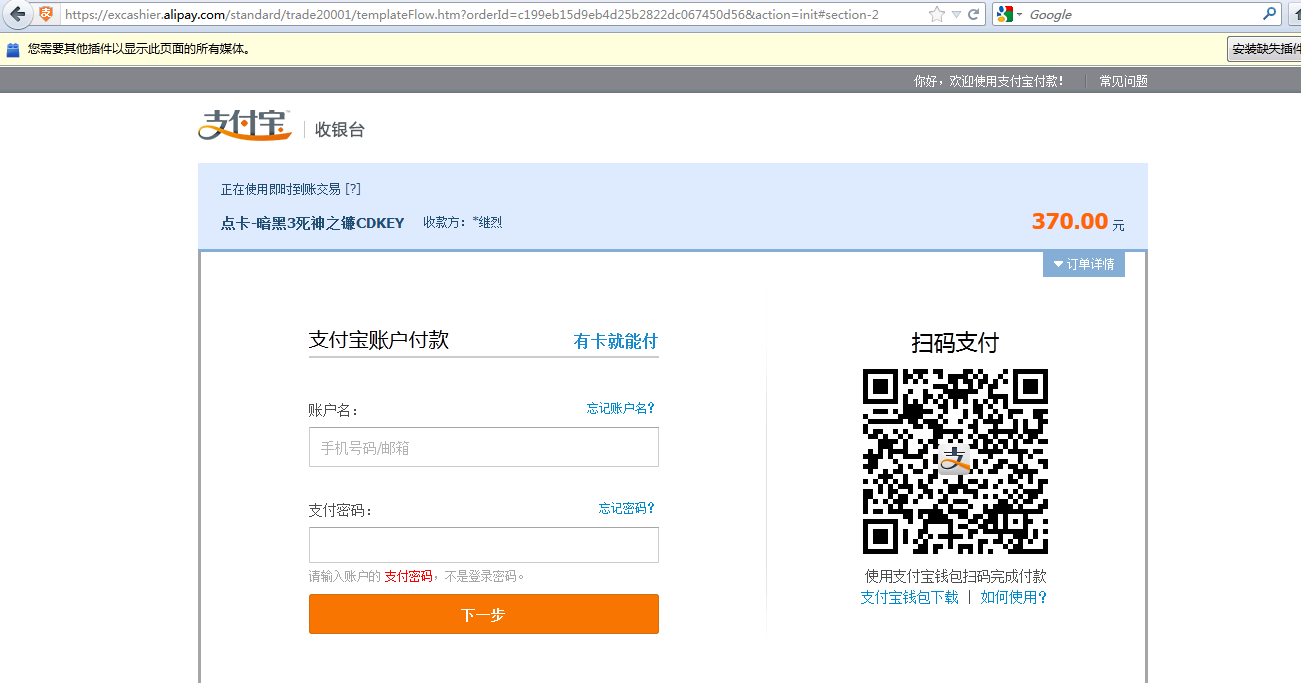 https://excashier.alipay.com/standard/trade20001/templateFlow.htm?orderId=c199eb15d9eb4d25b2822dc067450d56&action=init#section-2
Google
您需要其他插件以显示此页面的所有媒体。
安装缺失插件
你好，欢迎使用支付宝付款！
常见问题
支付宝
收银台
正在使用即时到账交易 [?]
点卡-暗黑3死神之镰CDKEY 收款方：*继烈
370.00 元
订单详情
支付宝账户付款
有卡就能付
账户名：
忘记账户名?
手机号码/邮箱
支付密码：
忘记密码?
请输入账户的 支付密码，不是登录密码。
下一步
扫码支付
支
使用支付宝钱包扫码完成付款
支付宝钱包下载 | 如何使用?